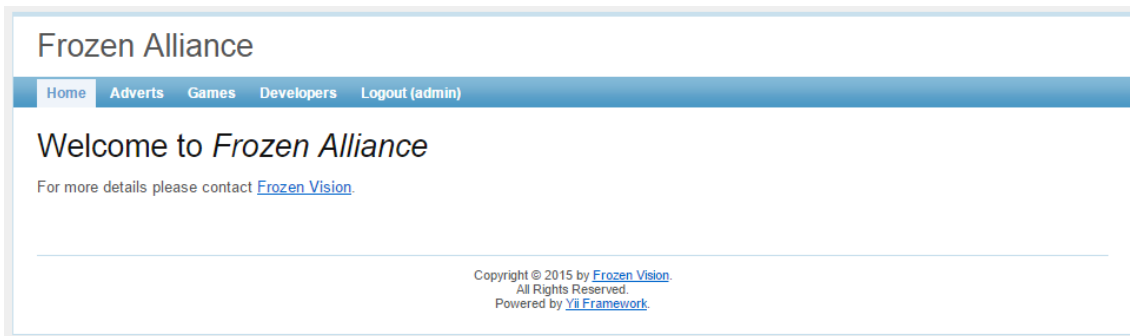 Frozen Alliance
Home Adverts Games Developers Logout (admin)
Welcome to Frozen Alliance
For more details please contact Frozen Vision.
Copyright © 2015 by Frozen Vision.
All Rights Reserved.
Powered by Yii Framework.